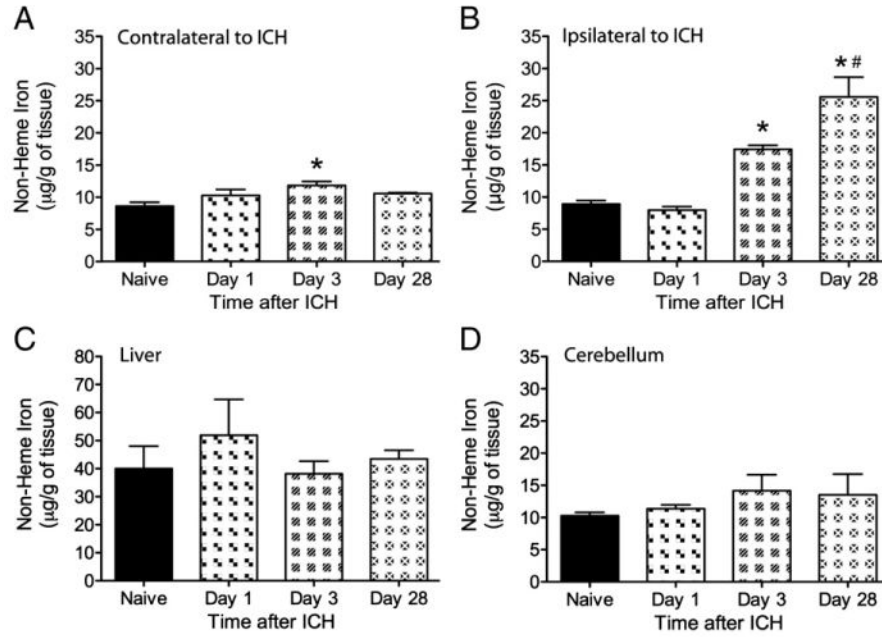 A
Contralateral to ICH
Non-Heme Iron
(µg/g of tissue)
35
30
25
20
15
10
5
0
*
Naive Day 1 Day 3 Day 28
Time after ICH
B
Ipsilateral to ICH
Non-Heme Iron
(µg/g of tissue)
35
30
25
20
15
10
5
0
*
* #
Naive Day 1 Day 3 Day 28
Time after ICH
C
Liver
Non-Heme Iron
(µg/g of tissue)
80
70
60
50
40
30
20
10
0
Naive Day 1 Day 3 Day 28
Time after ICH
D
Cerebellum
Non-Heme Iron
(µg/g of tissue)
35
30
25
20
15
10
5
0
Naive Day 1 Day 3 Day 28
Time after ICH